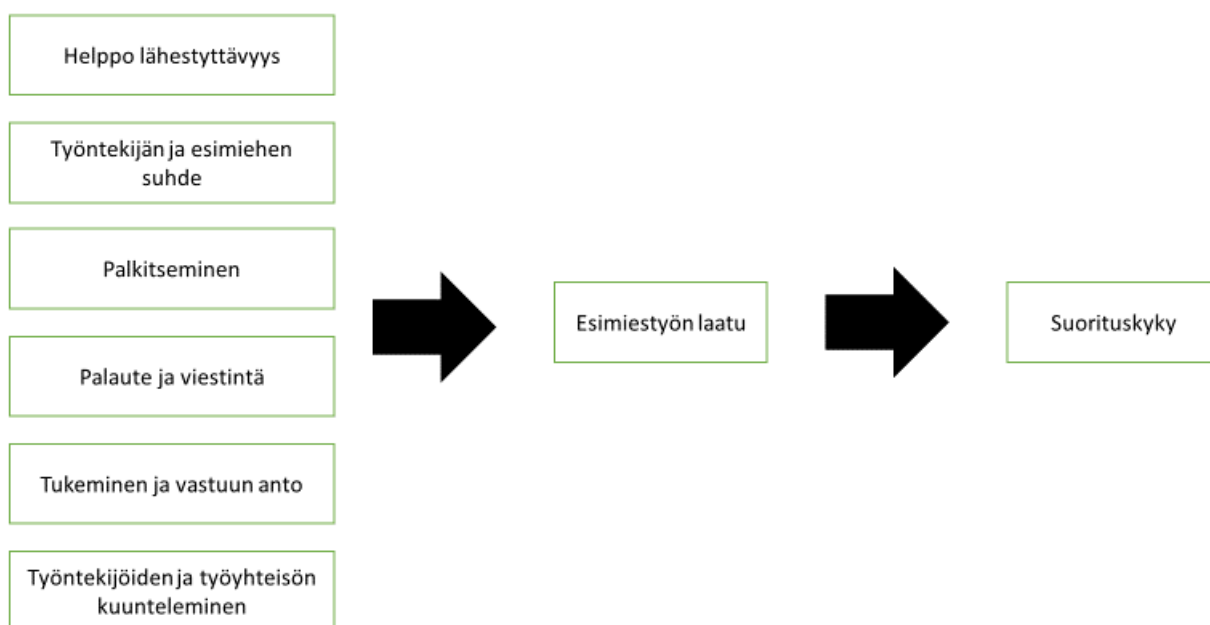 Helppo lähestyttävyys
Työntekijän ja esimiehen
suhde
Palkitseminen
Palaute ja viestintä
Tukeminen ja vastuun anto
Työntekijöiden ja työyhteisön
kuunteleminen
Esimiestyön laatu
Suorituskyky